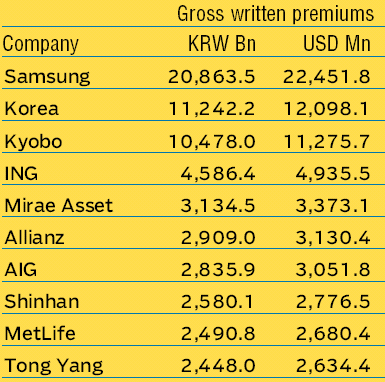 Gross written premiums
Company KRW Bn USD Mn
Samsung 20,863.5 22,451.8
Korea 11,242.2 12,098.1
Kyobo 10,478.0 11,275.7
ING 4,586.4 4,935.5
Mirae Asset 3,134.5 3,373.1
Allianz 2,909.0 3,130.4
AIG 2,835.9 3,051.8
Shinhan 2,580.1 2,776.5
MetLife 2,490.8 2,680.4
Tong Yang 2,448.0 2,634.4